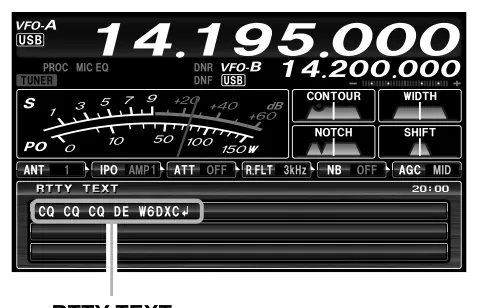 VFO-A 14.195.000
USB
PROC MIC EQ DNR VFO-B 14.200.000
TUNER DNF USB
- +
S 1 3 5 7 9 +20 +40 +60 dB
PO 0 10 50 100 150 W
CONTOUR WIDTH
NOTCH SHIFT
ANT 1 IPO AMP1 ATT OFF R.FLT 3kHz NB OFF AGC MID
RTTY TEXT 20:00
CQ CQ CQ DE W6DXC↲
RTTY TEXT